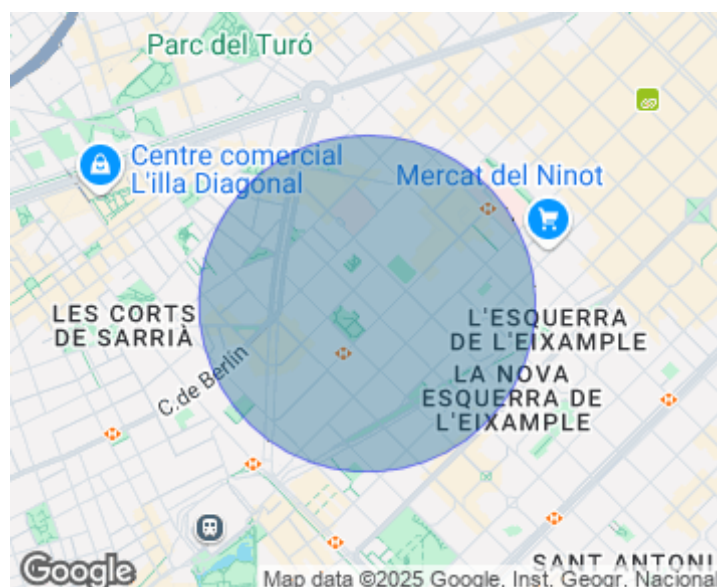 Parc del Turó
Centre comercial
L'illa Diagonal
Mercat del Ninot
LES CORTS
DE SARRIÀ
L'ESQUERRA
DE L'EIXAMPLE
C.de Berlin
LA NOVA
ESQUERRA DE
L'EIXAMPLE
SANT ANTONI
Google
Map data ©2025 Google, Inst. Geogr. Naciona